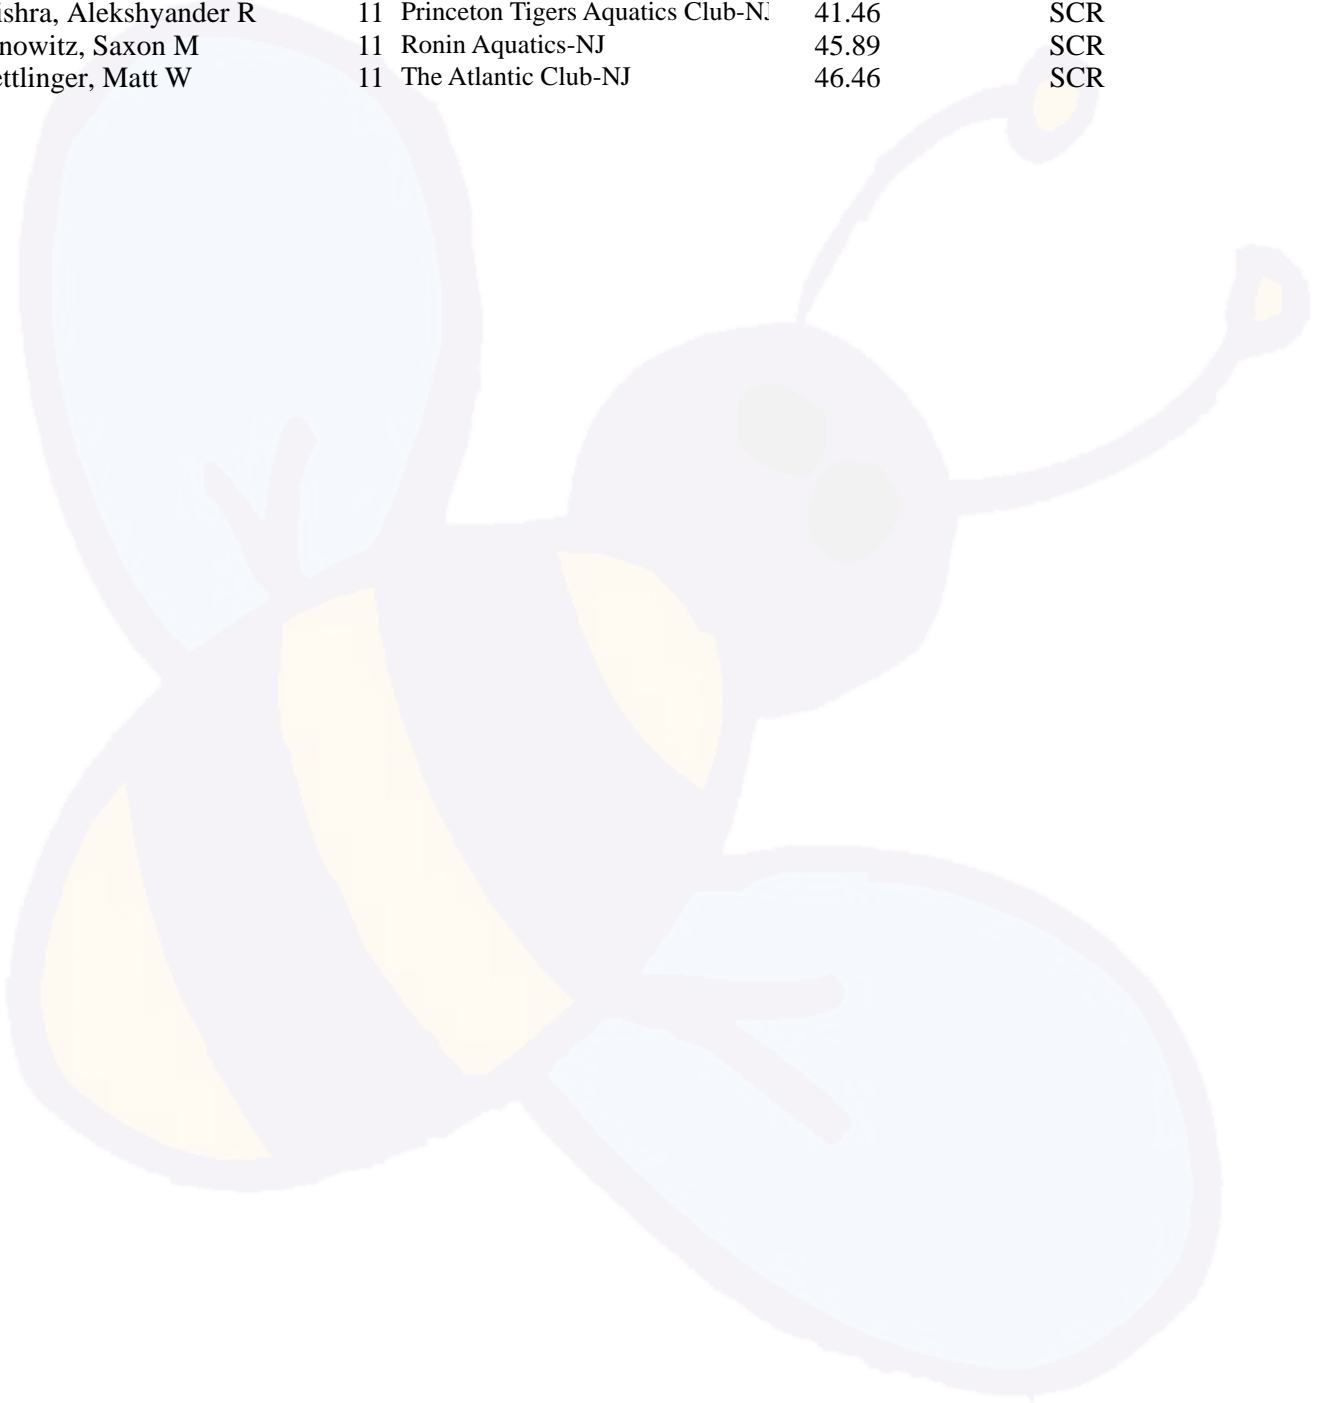 ishra, Alekshyander R 11 Princeton Tigers Aquatics Club-NJ 41.46 SCR
nowitz, Saxon M 11 Ronin Aquatics-NJ 45.89 SCR
ettlinger, Matt W 11 The Atlantic Club-NJ 46.46 SCR